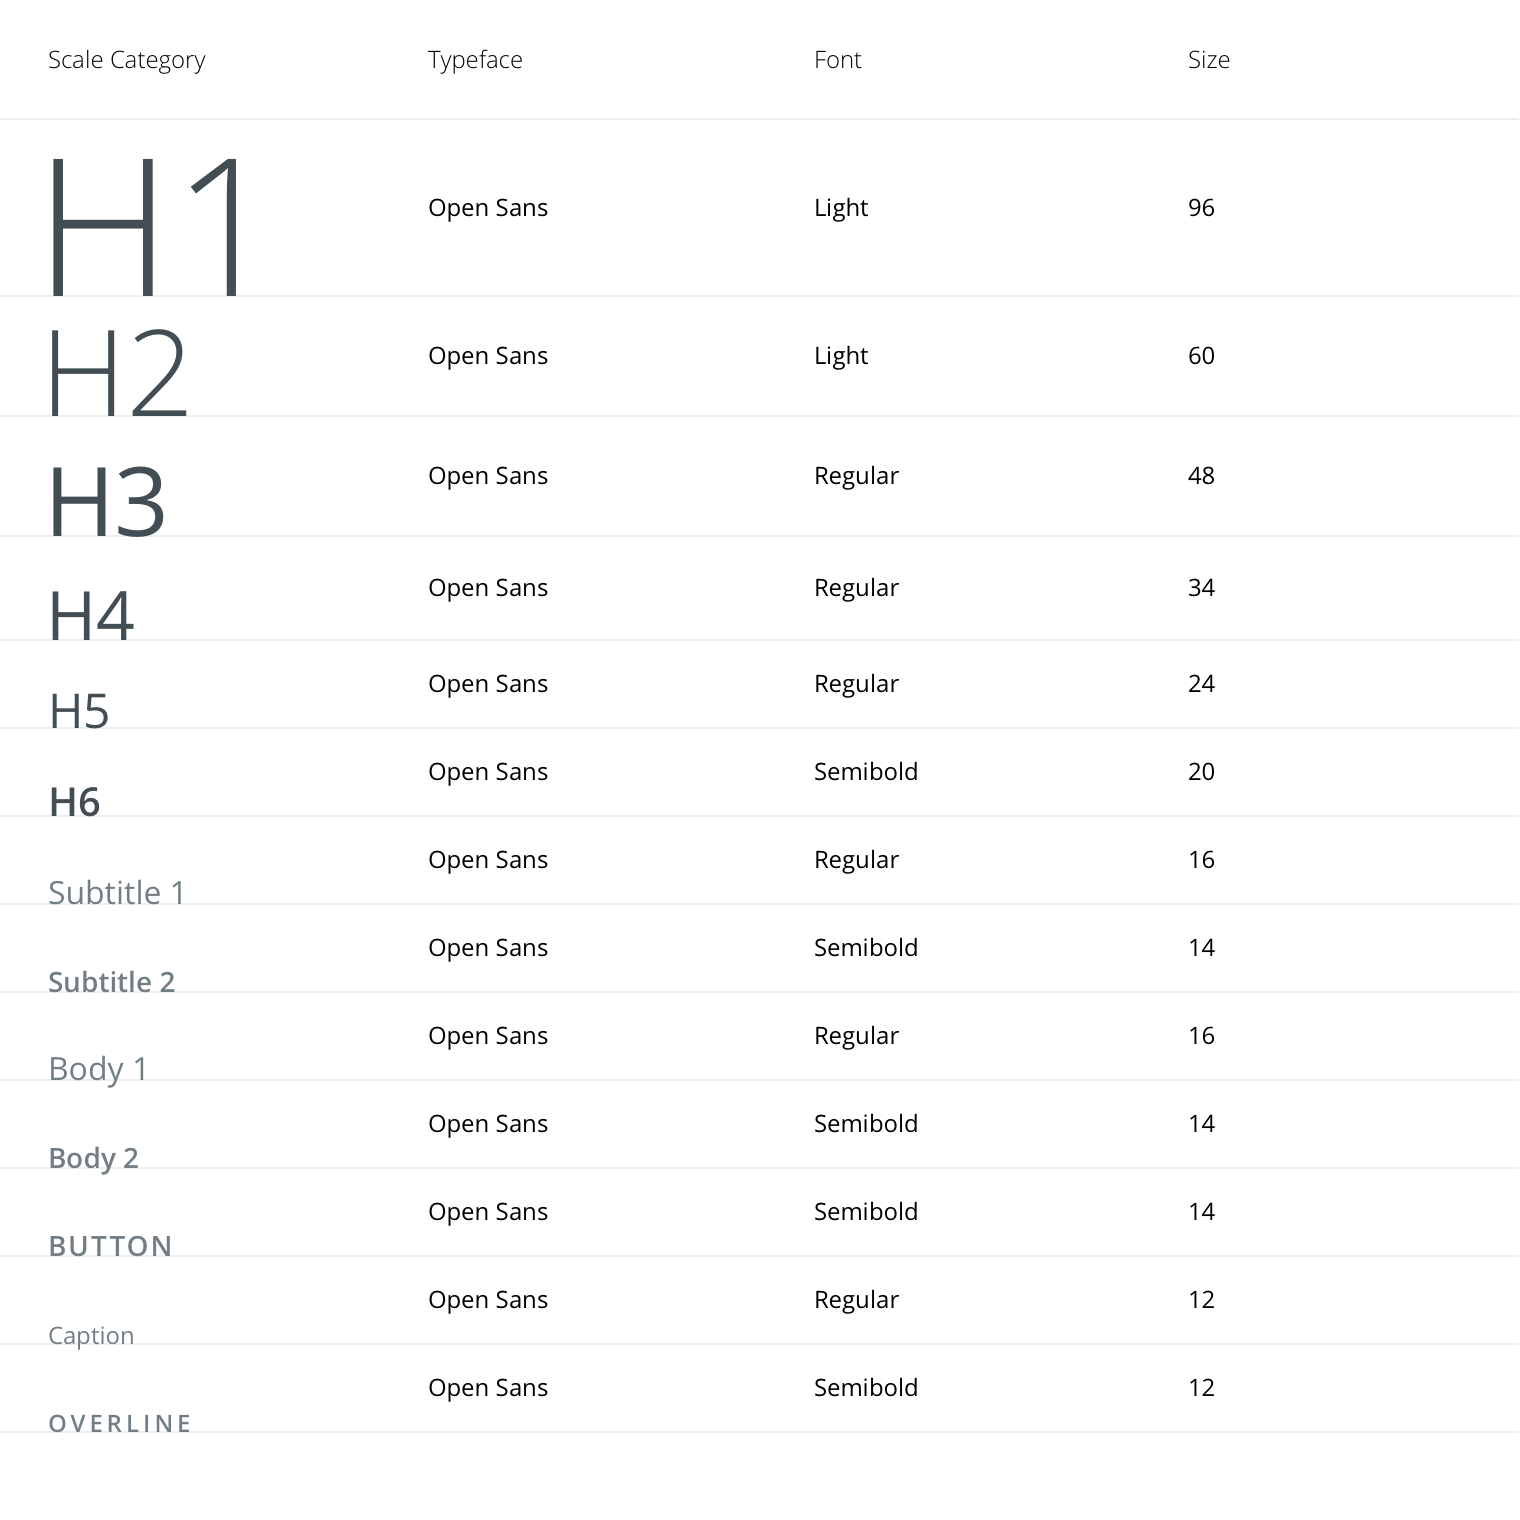 Scale Category Typeface Font Size
H1 Open Sans Light 96
H2 Open Sans Light 60
H3 Open Sans Regular 48
H4 Open Sans Regular 34
H5 Open Sans Regular 24
H6 Open Sans Semibold 20
Subtitle 1 Open Sans Regular 16
Subtitle 2 Open Sans Semibold 14
Body 1 Open Sans Regular 16
Body 2 Open Sans Semibold 14
BUTTON Open Sans Semibold 14
Caption Open Sans Regular 12
OVERLINE Open Sans Semibold 12